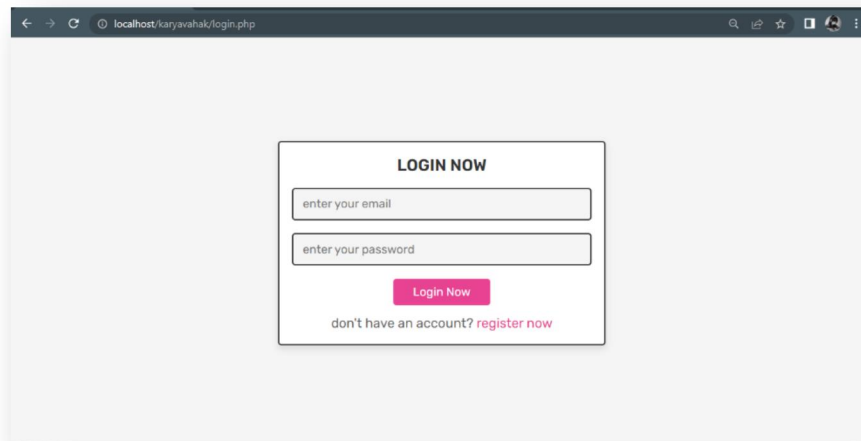 localhost/karyavahak/login.php
LOGIN NOW
enter your email
enter your password
Login Now
don't have an account? register now